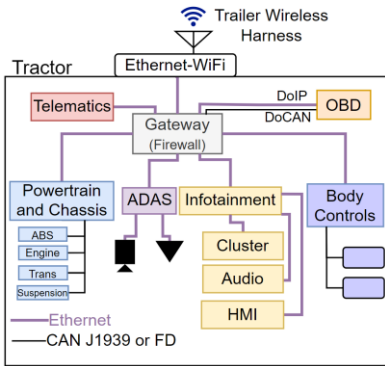 Trailer Wireless
Harness
Ethernet-WiFi
Tractor
Telematics
DoIP
OBD
DoCAN
Gateway
(Firewall)
Powertrain
and Chassis
ADAS
Infotainment
Body
Controls
ABS
Engine
Trans
Suspension
Cluster
Audio
HMI
Ethernet
CAN J1939 or FD